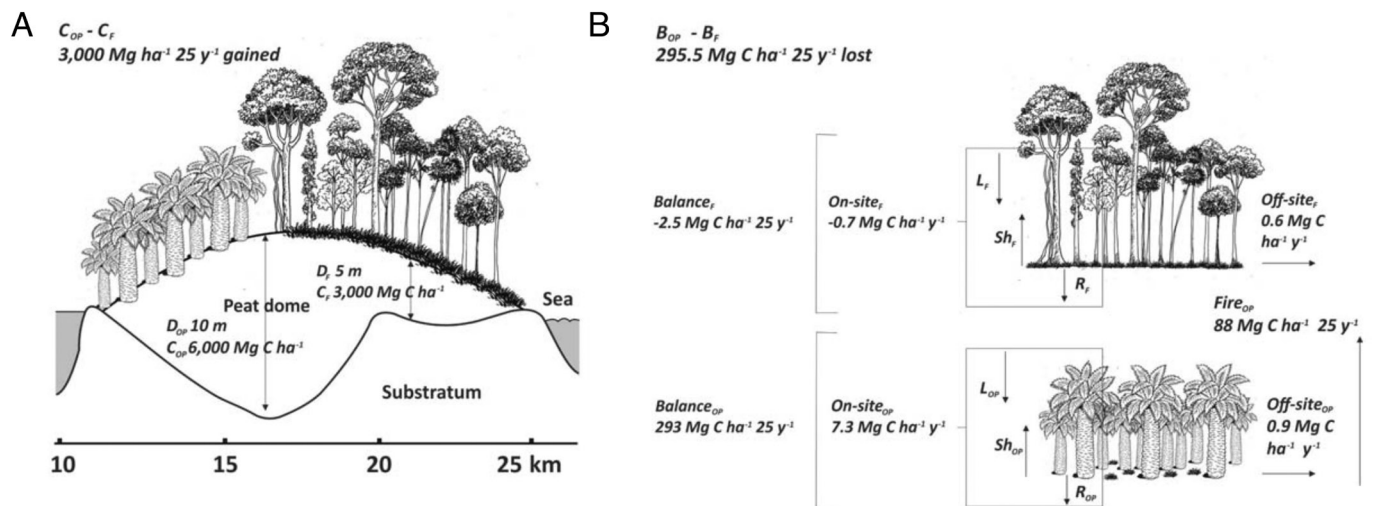 A
C_OP - C_F
3,000 Mg ha⁻¹ 25 y⁻¹ gained
D_F 5 m
C_F 3,000 Mg C ha⁻¹
Peat dome
Sea
D_OP 10 m
C_OP 6,000 Mg C ha⁻¹
Substratum
10 15 20 25 km
B
B_OP - B_F
295.5 Mg C ha⁻¹ 25 y⁻¹ lost
Balance_F
-2.5 Mg C ha⁻¹ 25 y⁻¹
On-site_F
-0.7 Mg C ha⁻¹ y⁻¹
L_F
Sh_F
R_F
Off-site_F
0.6 Mg C
ha⁻¹ y⁻¹
Fire_OP
88 Mg C ha⁻¹ 25 y⁻¹
Balance_OP
293 Mg C ha⁻¹ 25 y⁻¹
On-site_OP
7.3 Mg C ha⁻¹ y⁻¹
L_OP
Sh_OP
R_OP
Off-site_OP
0.9 Mg C
ha⁻¹ y⁻¹